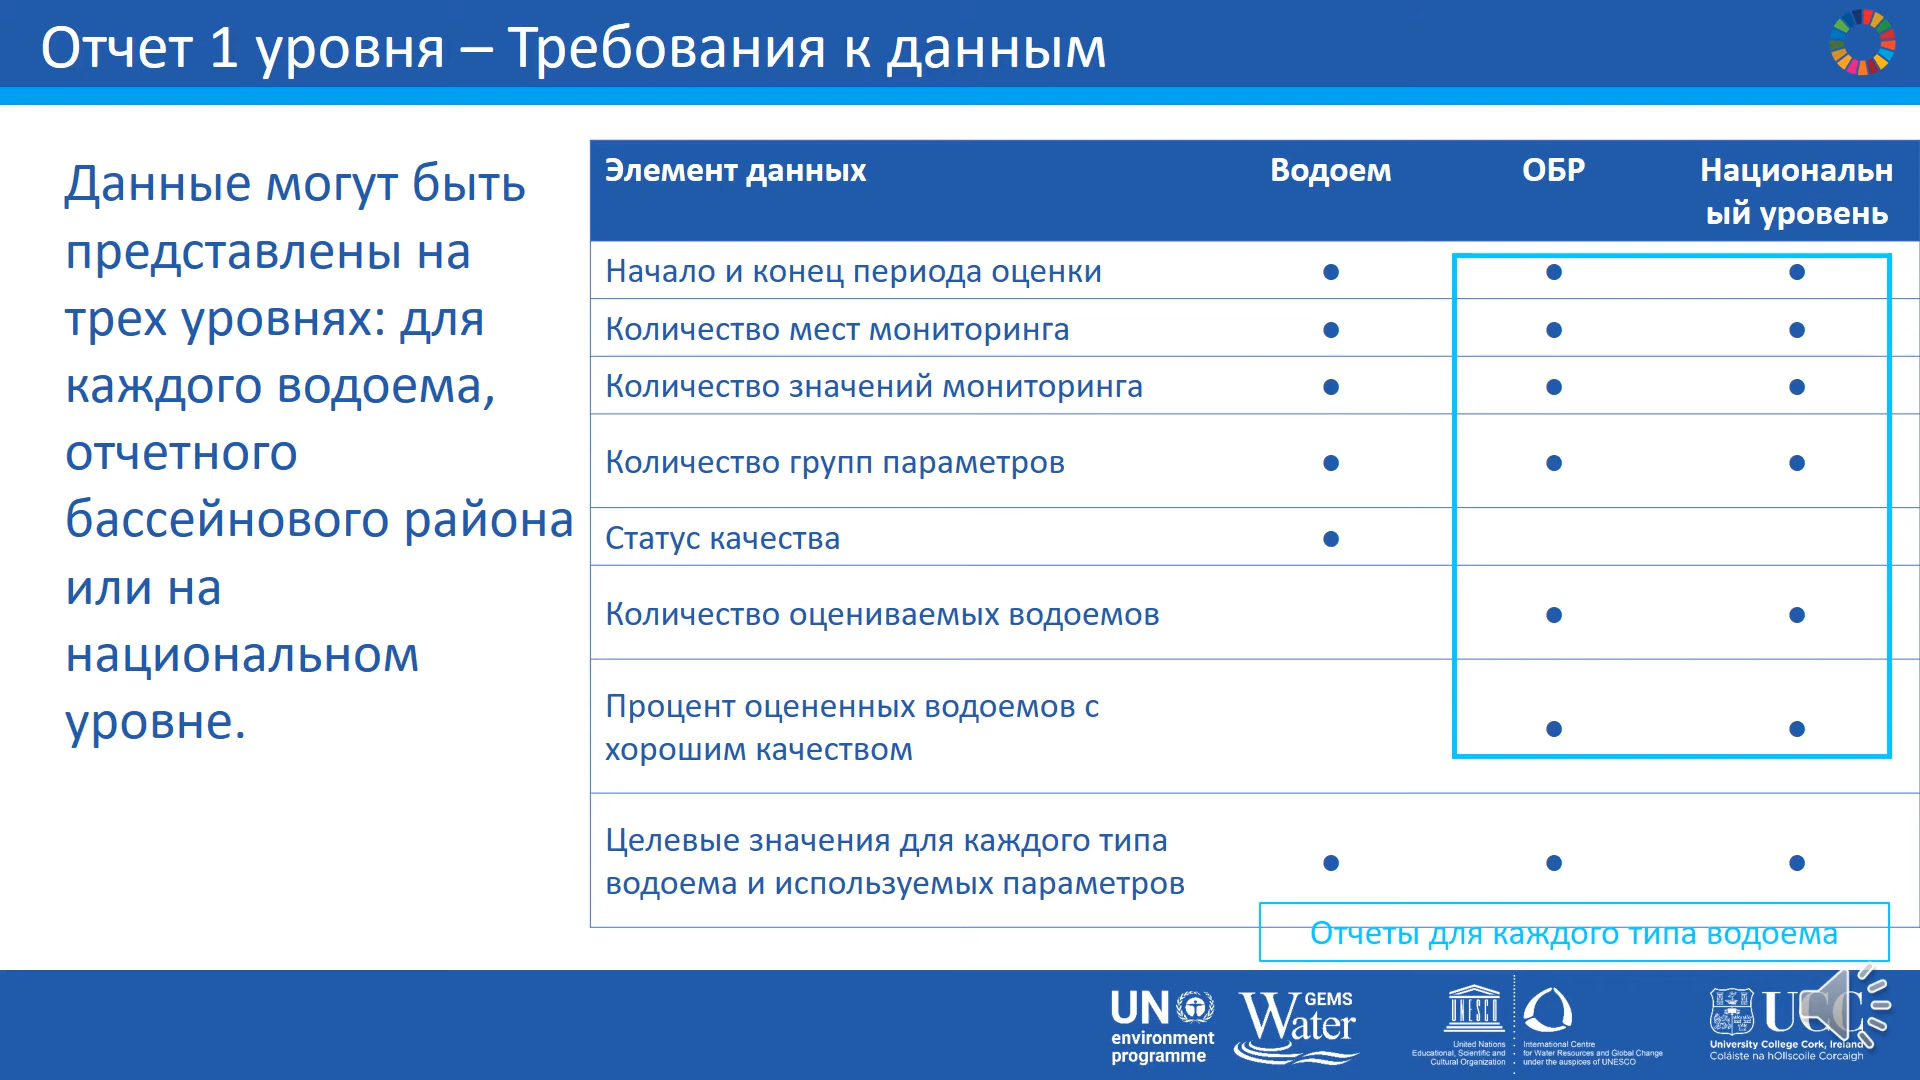 Отчет 1 уровня – Требования к данным
Данные могут быть
представлены на
трех уровнях: для
каждого водоема,
отчетного
бассейнового района
или на
национальном
уровне.
Элемент данных Водоем ОБР Национальн
ый уровень
Начало и конец периода оценки ● ● ●
Количество мест мониторинга ● ● ●
Количество значений мониторинга ● ● ●
Количество групп параметров ● ● ●
Статус качества ●
Количество оцениваемых водоемов ● ●
Процент оцененных водоемов с
хорошим качеством ● ●
Целевые значения для каждого типа
водоема и используемых параметров ● ● ●
Отчеты для каждого типа водоема
UN
environment
programme
GEMS
Water
UNESCO
United Nations
Educational, Scientific and
Cultural Organization
International Centre
for Water Resources and Global Change
under the auspices of UNESCO
UCC
University College Cork, Ireland
Coláiste na hOllscoile Corcaigh